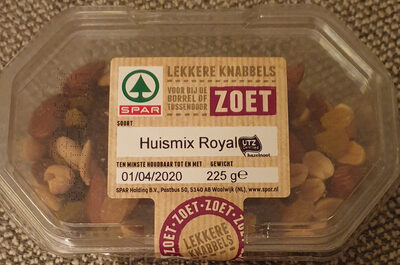 LEKKERE KNABBELS
VOOR BIJ DE
BORREL OF
TUSSENDOOR
ZOET
SPAR
SOORT
Huismix Royal
UTZ
hazelnoot
TEN MINSTE HOUDBAAR TOT EN MET
GEWICHT
01/04/2020
225 g e
SPAR Holding B.V., Postbus 50, 5140 AB Waalwijk (NL), www.spar.nl
ZOET•ZOET•ZOET•ZOET
LEKKERE
KNABBELS